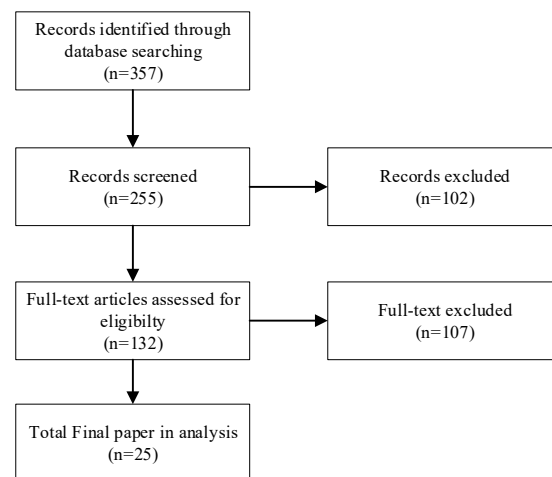 Records identified through
database searching
(n=357)
Records screened
(n=255)
Records excluded
(n=102)
Full-text articles assessed for
eligibilty
(n=132)
Full-text excluded
(n=107)
Total Final paper in analysis
(n=25)